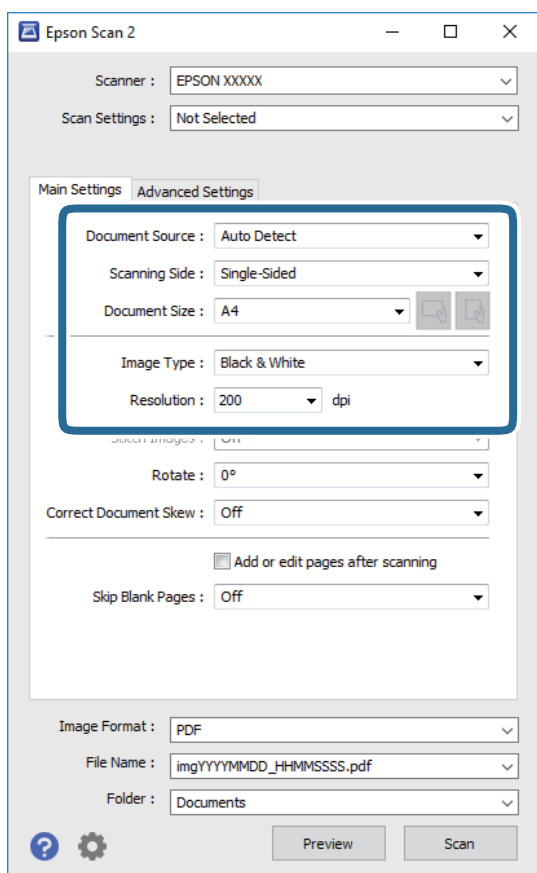 Epson Scan 2
Scanner : EPSON XXXXX
Scan Settings : Not Selected
Main Settings Advanced Settings
Document Source : Auto Detect
Scanning Side : Single-Sided
Document Size : A4
Image Type : Black & White
Resolution : 200 dpi
Rotate : 0°
Correct Document Skew : Off
Add or edit pages after scanning
Skip Blank Pages : Off
Image Format : PDF
File Name : imgYYYYMMDD_HHMMSSSS.pdf
Folder : Documents
? Preview Scan